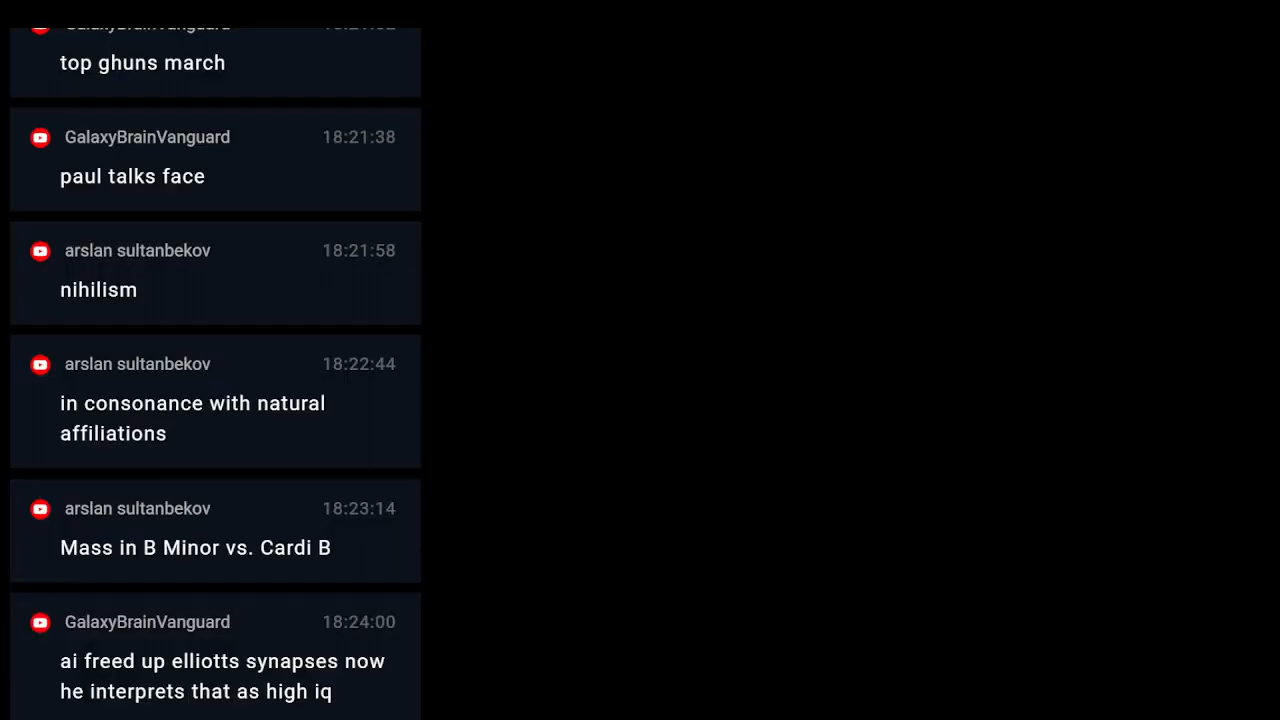 top ghuns march
GalaxyBrainVanguard 18:21:38
paul talks face
arslan sultanbekov 18:21:58
nihilism
arslan sultanbekov 18:22:44
in consonance with natural
affiliations
arslan sultanbekov 18:23:14
Mass in B Minor vs. Cardi B
GalaxyBrainVanguard 18:24:00
ai freed up elliotts synapses now
he interprets that as high iq